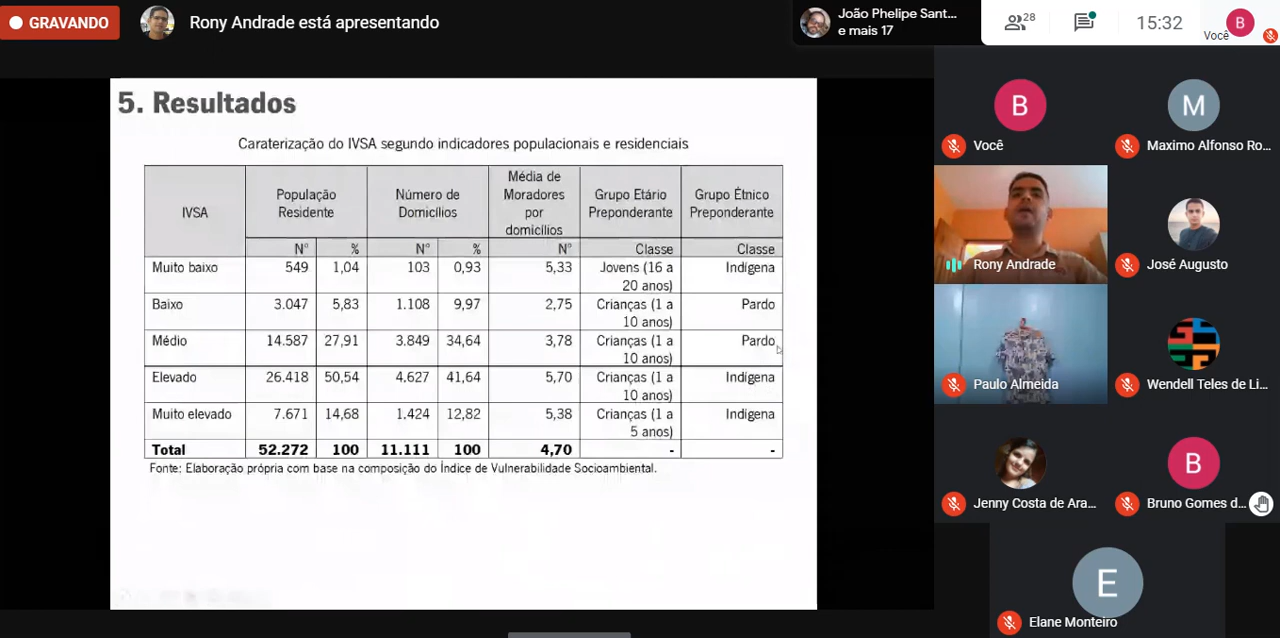 GRAVANDO
Rony Andrade está apresentando
João Phelipe Sant...
e mais 17
28
15:32
B
Você
5. Resultados
Caraterização do IVSA segundo indicadores populacionais e residenciais
IVSA | População Residente | Número de Domicílios | Média de Moradores por domicílios | Grupo Etário Preponderante | Grupo Étnico Preponderante
N° | % | N° | % | N° | Classe | Classe
Muito baixo | 549 | 1,04 | 103 | 0,93 | 5,33 | Jovens (16 a 20 anos) | Indígena
Baixo | 3.047 | 5,83 | 1.108 | 9,97 | 2,75 | Crianças (1 a 10 anos) | Pardo
Médio | 14.587 | 27,91 | 3.849 | 34,64 | 3,78 | Crianças (1 a 10 anos) | Pardo
Elevado | 26.418 | 50,54 | 4.627 | 41,64 | 5,70 | Crianças (1 a 10 anos) | Indígena
Muito elevado | 7.671 | 14,68 | 1.424 | 12,82 | 5,38 | Crianças (1 a 5 anos) | Indígena
Total | 52.272 | 100 | 11.111 | 100 | 4,70 | - | -
Fonte: Elaboração própria com base na composição do Índice de Vulnerabilidade Socioambiental.
B
Você
M
Maximo Alfonso Ro...
Rony Andrade
José Augusto
Paulo Almeida
Wendell Teles de Li...
Jenny Costa de Ara...
B
Bruno Gomes d...
E
Elane Monteiro